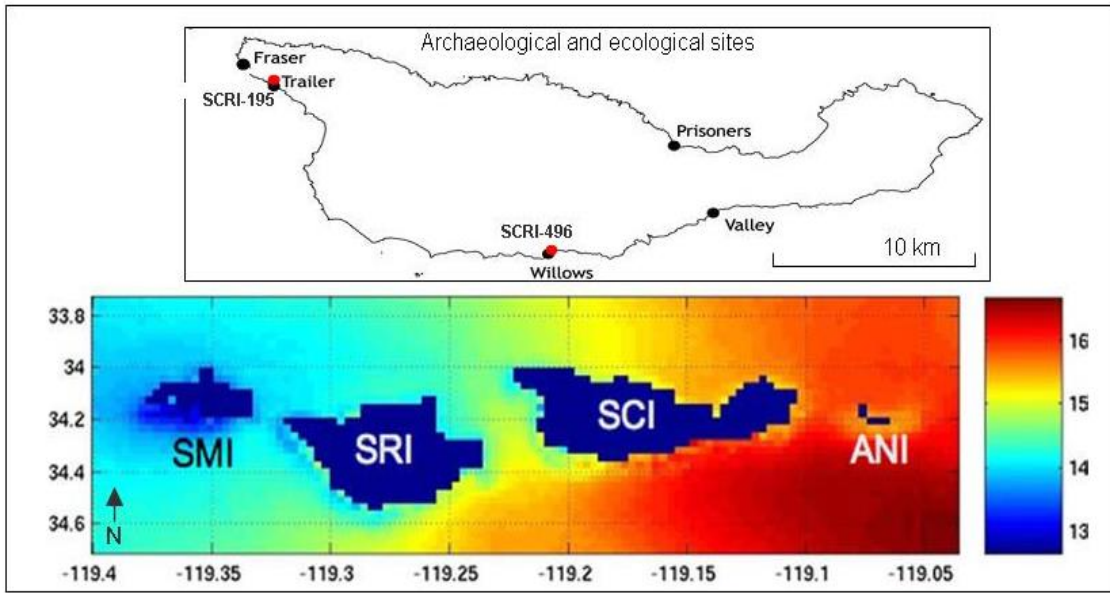 Archaeological and ecological sites
Fraser
Trailer
SCRI-195
Prisoners
SCRI-496
Valley
Willows
10 km
33.8
34
34.2
34.4
34.6
SMI
SRI
SCI
ANI
N
-119.4 -119.35 -119.3 -119.25 -119.2 -119.15 -119.1 -119.05
16
15
14
13